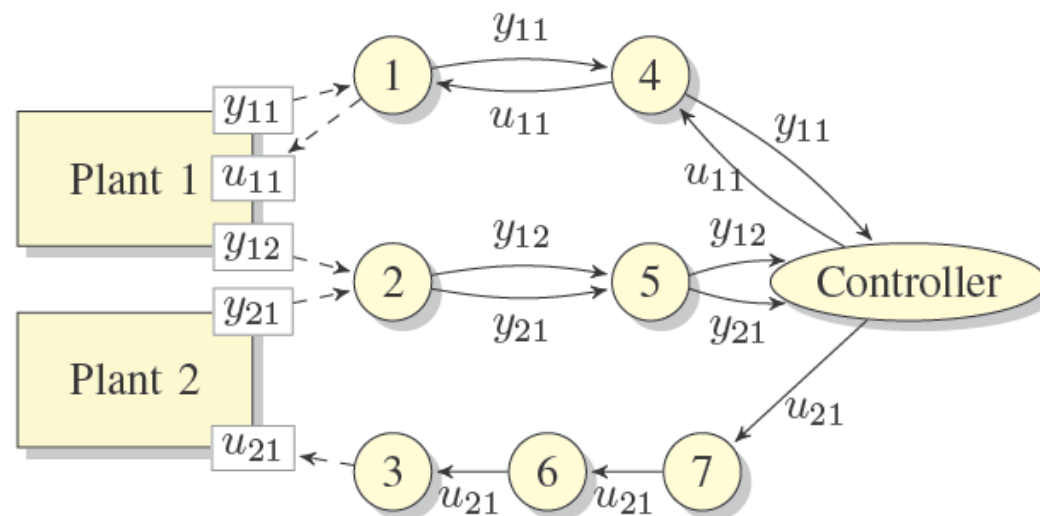 y₁₁
1
4
y₁₁
u₁₁
y₁₁
Plant 1
u₁₁
u₁₁
y₁₂
2
y₁₂
5
y₁₂
Controller
y₂₁
y₂₁
y₂₁
Plant 2
u₂₁
u₂₁
3
6
7
u₂₁
u₂₁